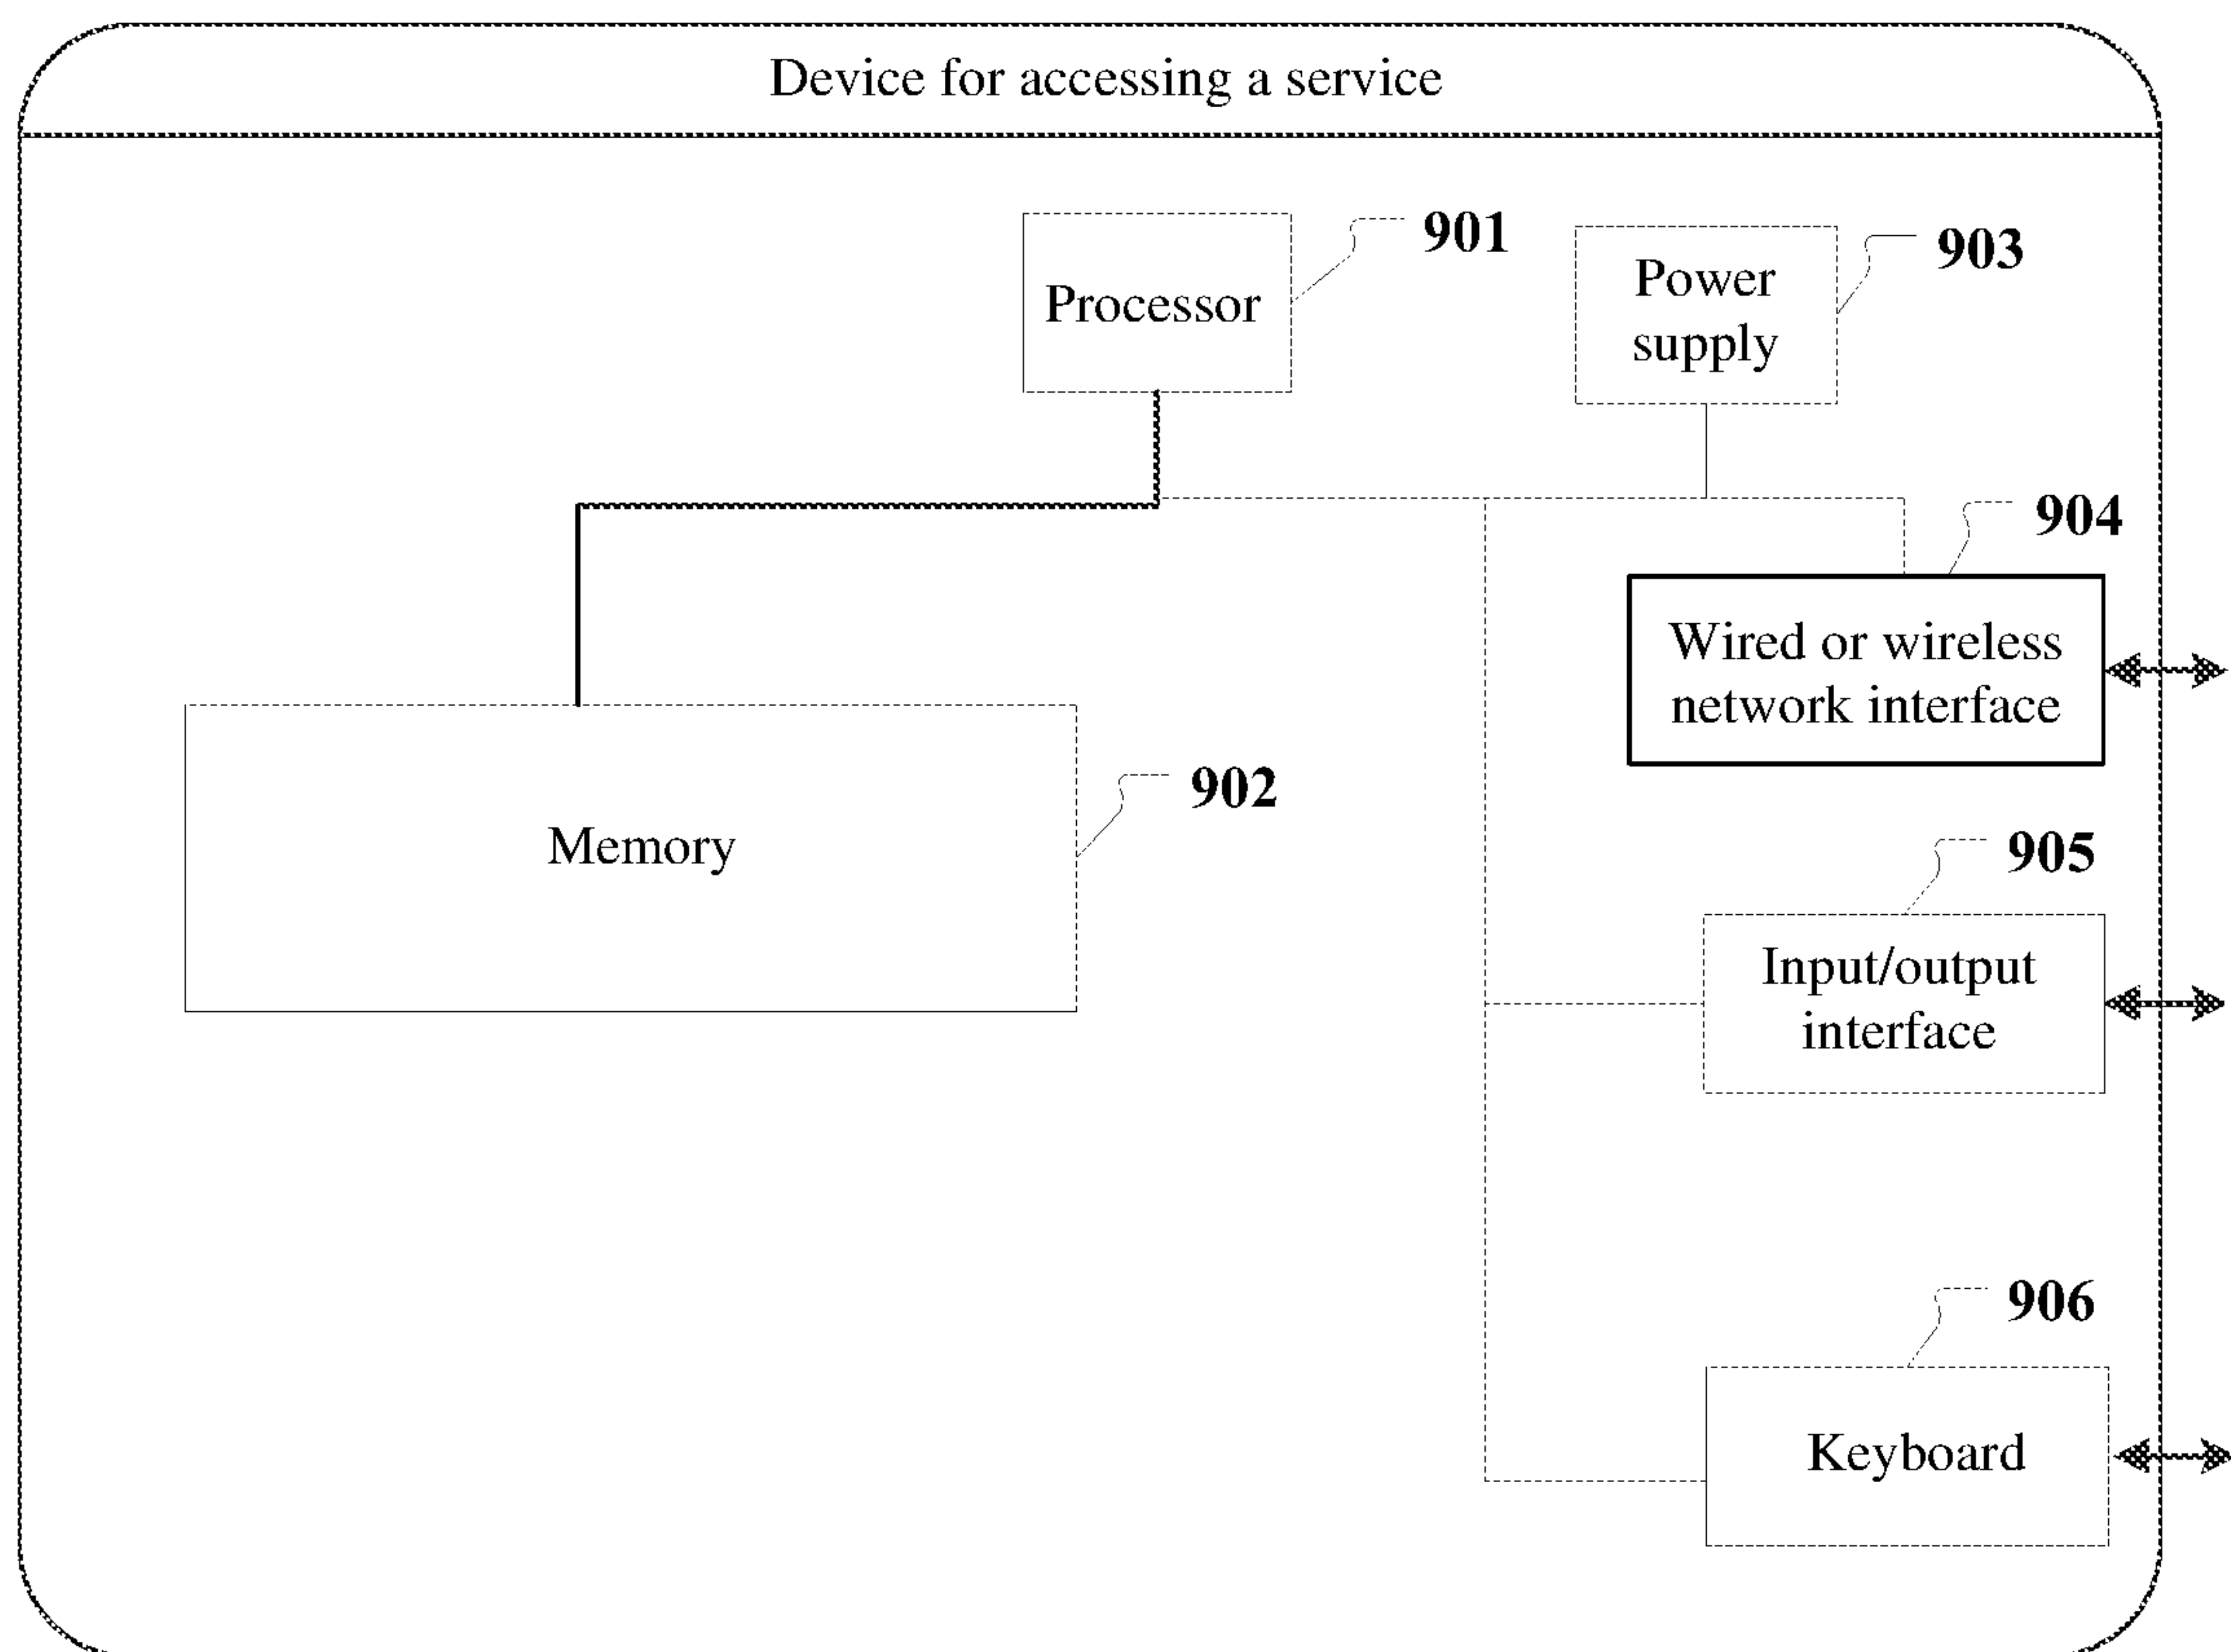 Device for accessing a service
901
903
Processor
Power
supply
904
Wired or wireless
network interface
902
Memory
905
Input/output
interface
906
Keyboard